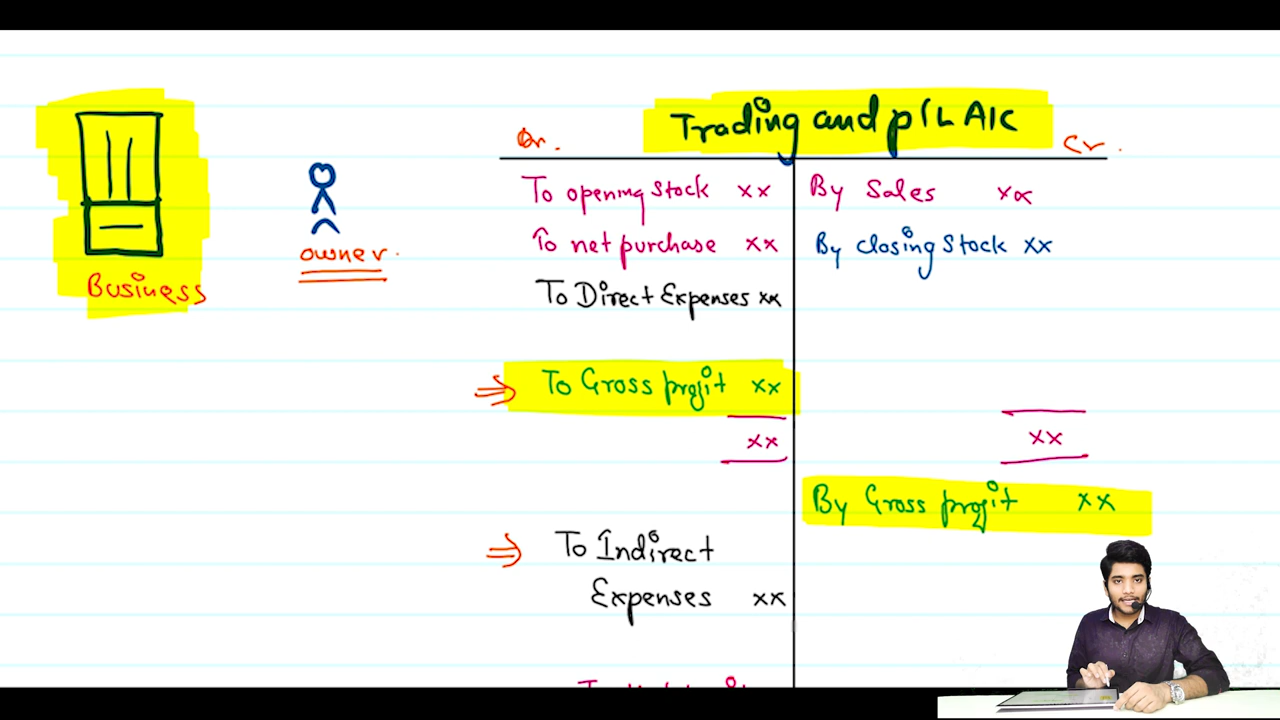 Trading and P/L A/C
Dr.
Cr.
To opening Stock xx
By Sales xx
To net purchase xx
By closing Stock xx
To Direct Expenses xx
owner.
Business
To Gross profit xx
xx
xx
By Gross profit xx
To Indirect
Expenses xx